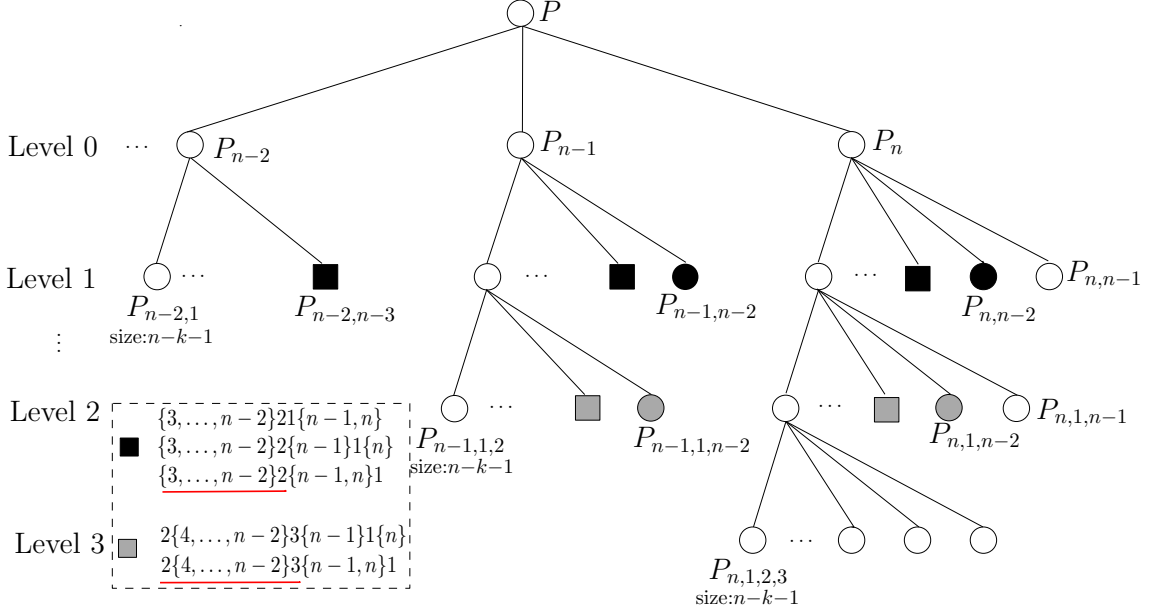 P
Level 0 ⋯ P_{n−2} P_{n−1} P_n
Level 1 ⋯ ⋯ ⋯ P_{n,n−1}
P_{n−2,1} P_{n−2,n−3} P_{n−1,n−2} P_{n,n−2}
size:n−k−1
⋮
Level 2 ⋯ ⋯ P_{n,1,n−1}
P_{n−1,1,2} P_{n−1,1,n−2} P_{n,1,n−2}
size:n−k−1
{3, …, n−2}21{n−1, n}
{3, …, n−2}2{n−1}1{n}
{3, …, n−2}2{n−1, n}1
Level 3 ⋯
2{4, …, n−2}3{n−1}1{n}
2{4, …, n−2}3{n−1, n}1
P_{n,1,2,3}
size:n−k−1